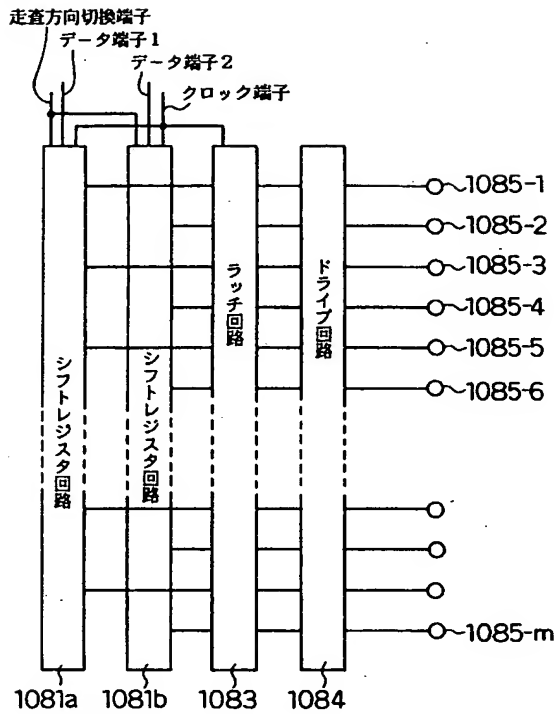 走査方向切換端子
データ端子1
データ端子2
クロック端子
シフトレジスタ回路
シフトレジスタ回路
ラッチ回路
ドライブ回路
1085-1
1085-2
1085-3
1085-4
1085-5
1085-6
1085-m
1081a
1081b
1083
1084